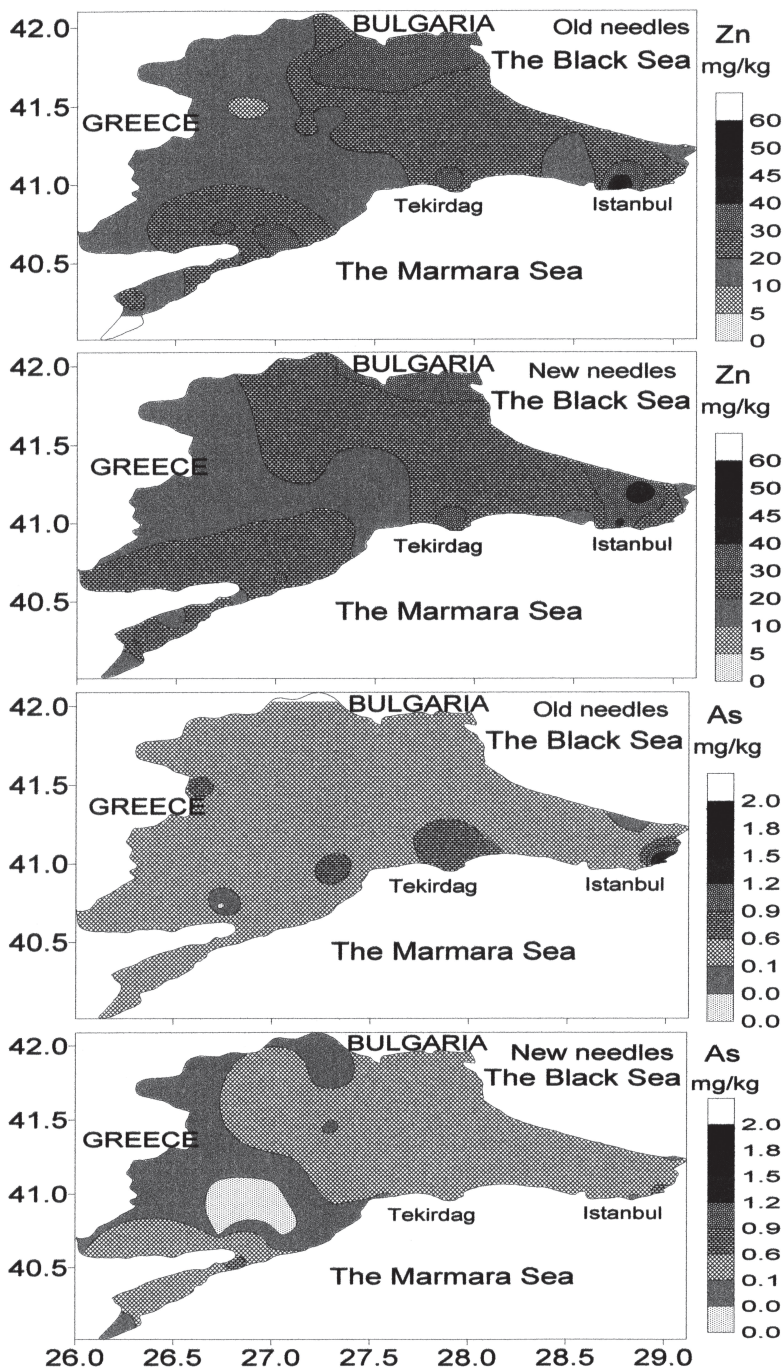 42.0
BULGARIA
Old needles
The Black Sea
41.5
GREECE
41.0
Tekirdag
Istanbul
40.5
The Marmara Sea
Zn
mg/kg
60
50
45
40
30
20
10
5
0
42.0
BULGARIA
New needles
The Black Sea
41.5
GREECE
41.0
Tekirdag
Istanbul
40.5
The Marmara Sea
Zn
mg/kg
60
50
45
40
30
20
10
5
0
42.0
BULGARIA
Old needles
The Black Sea
41.5
GREECE
41.0
Tekirdag
Istanbul
40.5
The Marmara Sea
As
mg/kg
2.0
1.8
1.5
1.2
0.9
0.6
0.1
0.0
0.0
42.0
BULGARIA
New needles
The Black Sea
41.5
GREECE
41.0
Tekirdag
Istanbul
40.5
The Marmara Sea
As
mg/kg
2.0
1.8
1.5
1.2
0.9
0.6
0.1
0.0
0.0
26.0 26.5 27.0 27.5 28.0 28.5 29.0